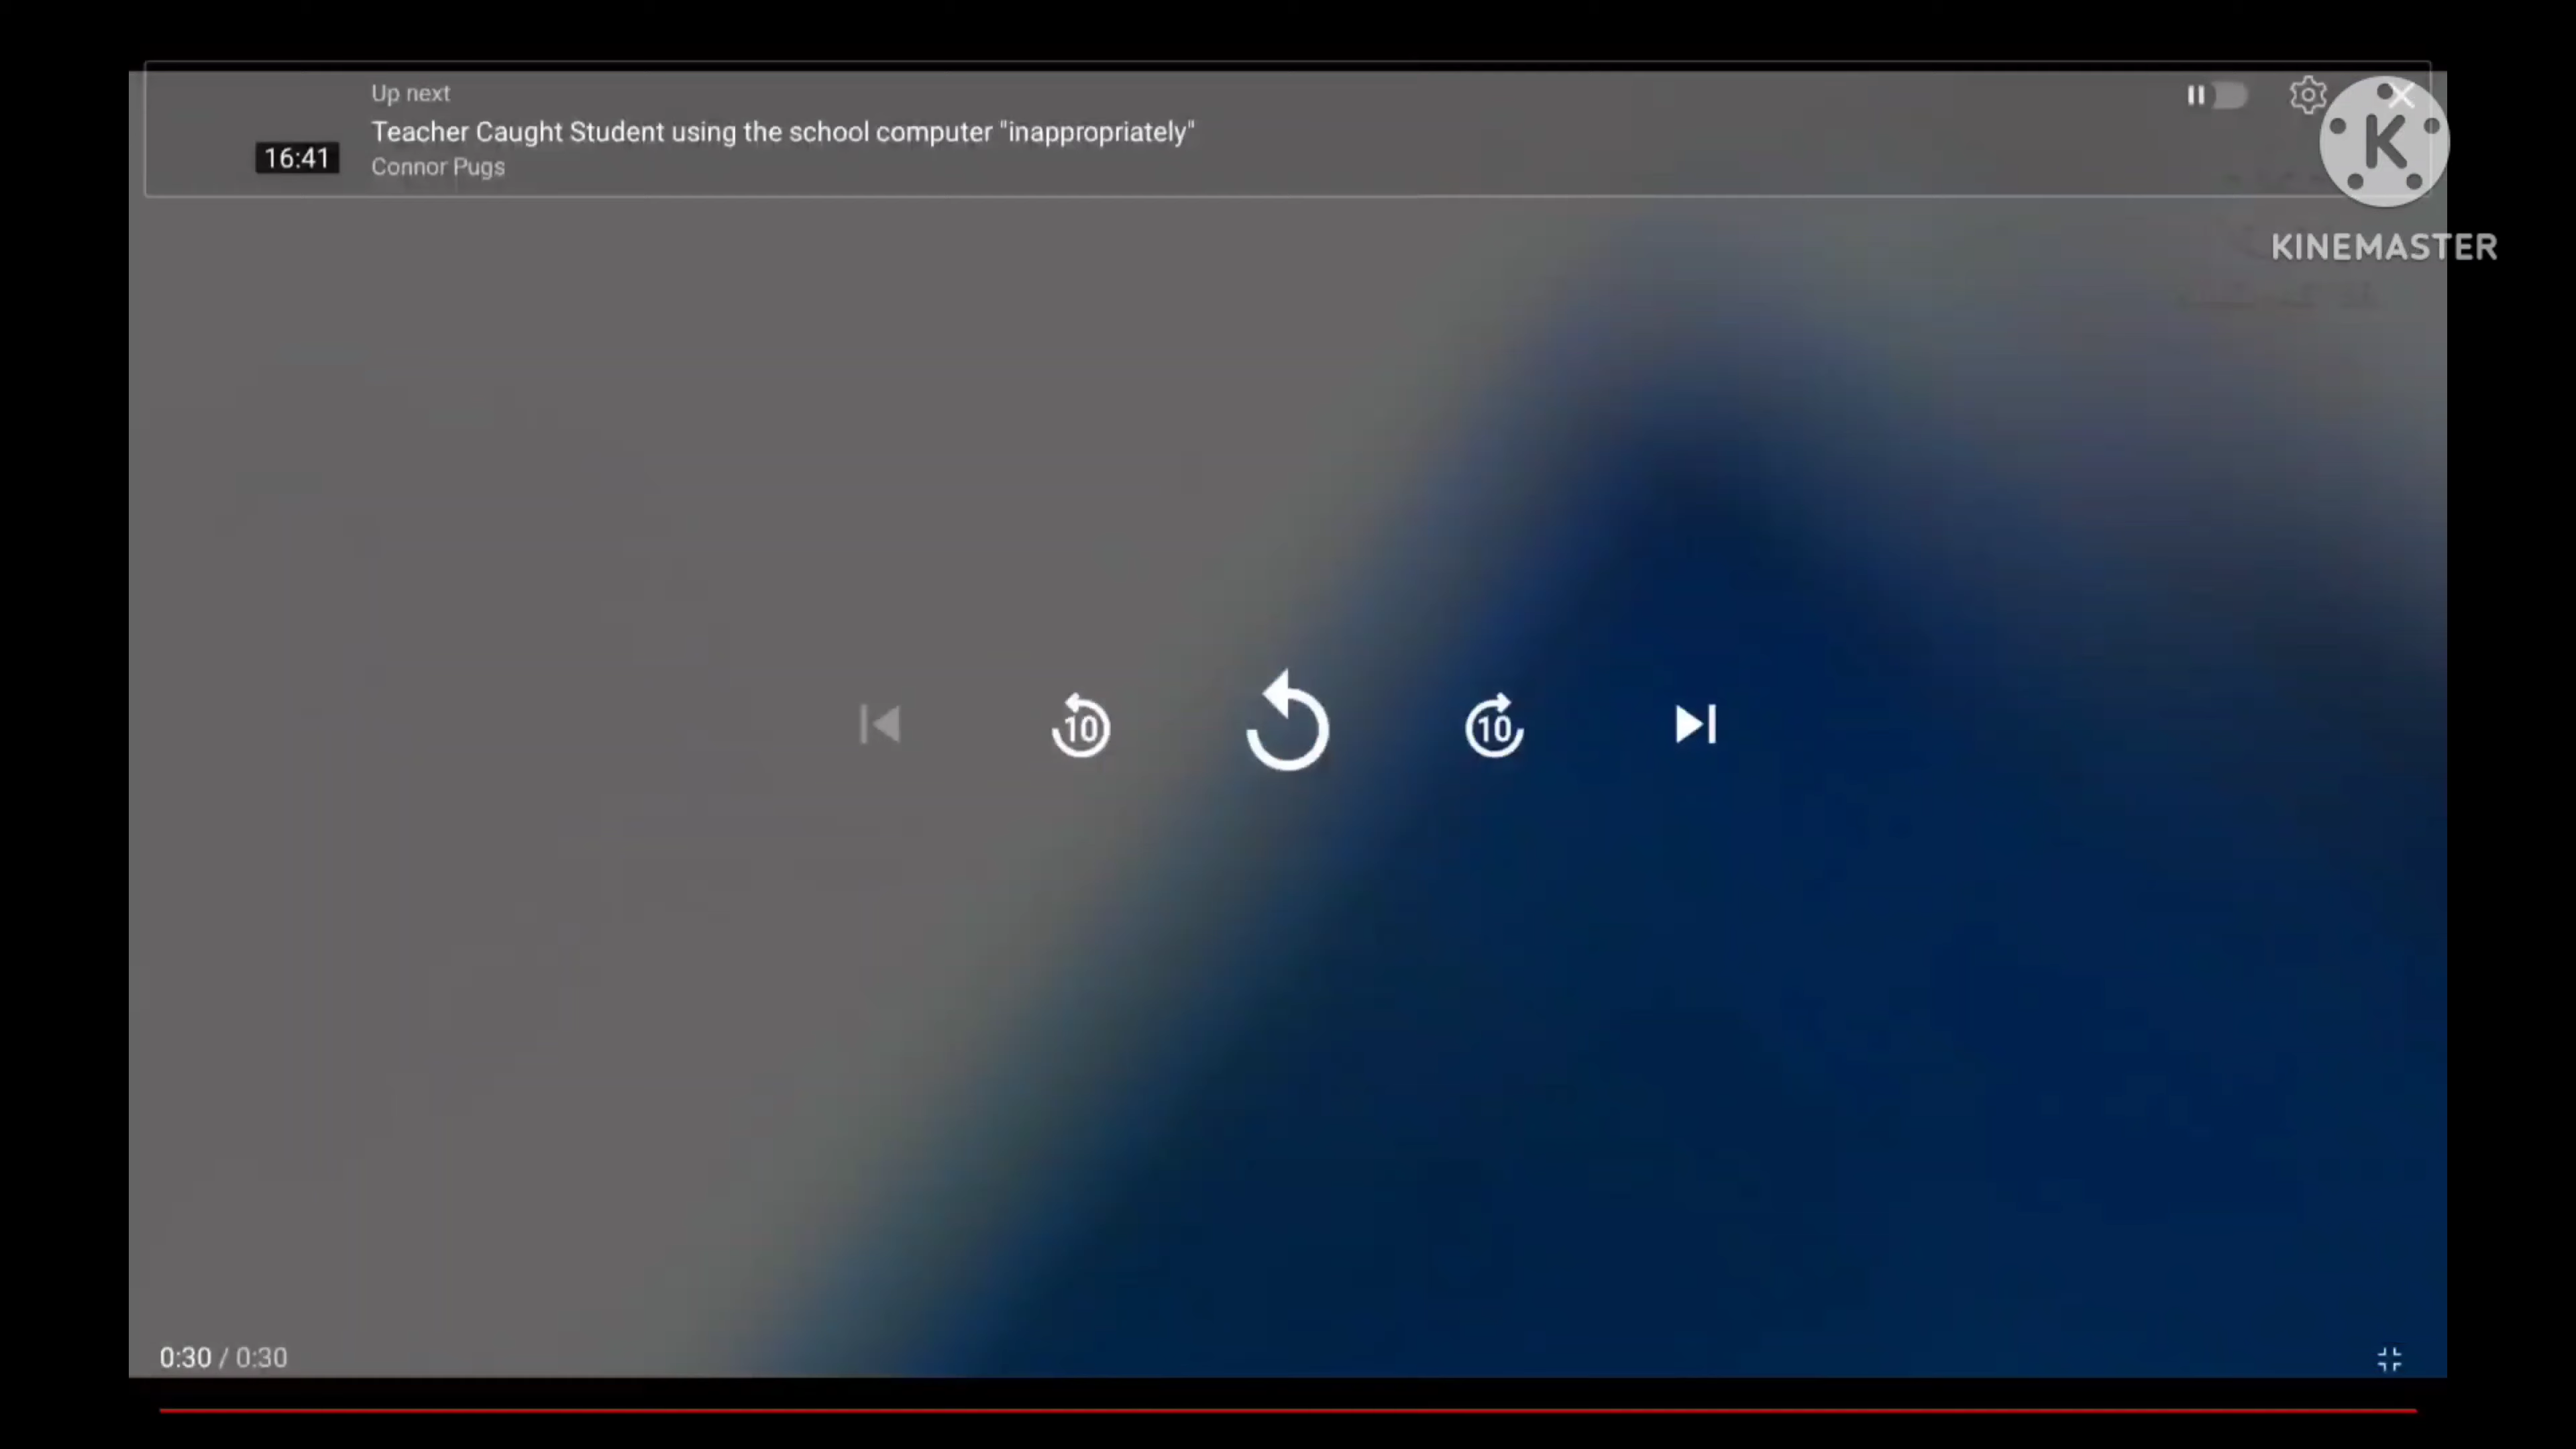 Up next
Teacher Caught Student using the school computer "inappropriately"
16:41
Connor Pugs
K
KINEMASTER
10
10
0:30 / 0:30